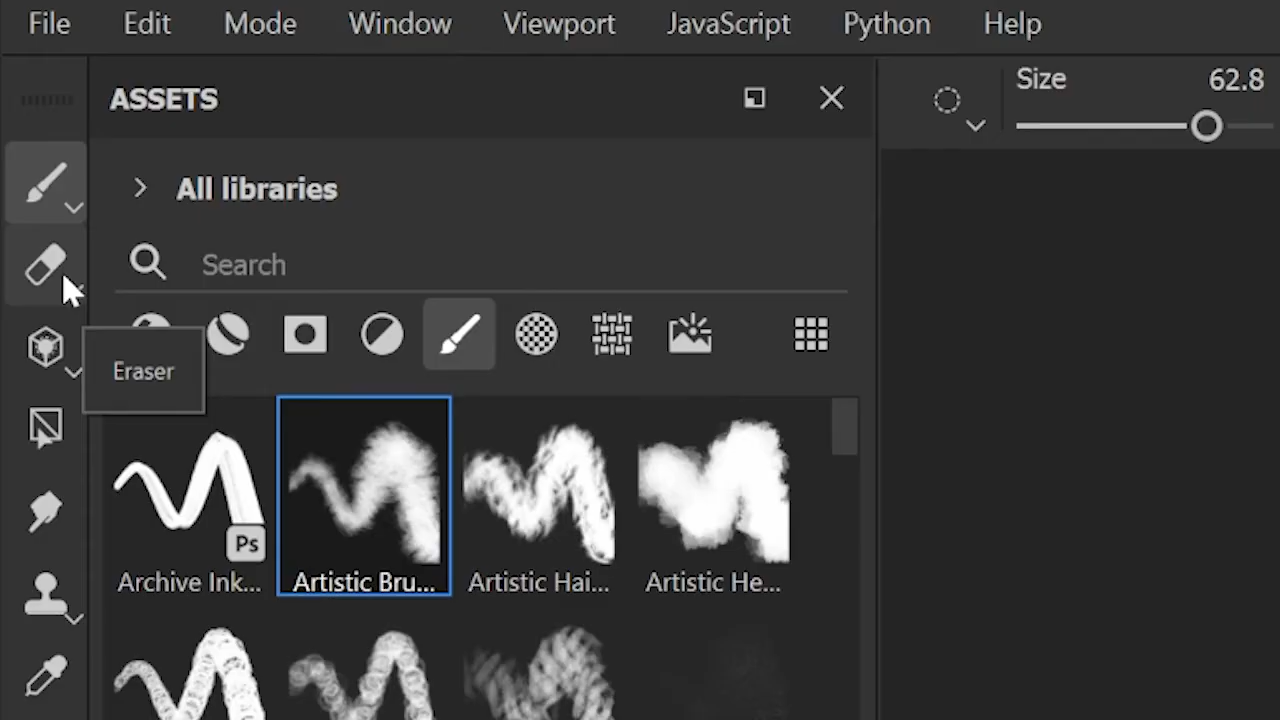 File Edit Mode Window Viewport JavaScript Python Help
ASSETS
Size 62.8
All libraries
Search
Eraser
Ps
Archive Ink... Artistic Bru... Artistic Hai... Artistic He...